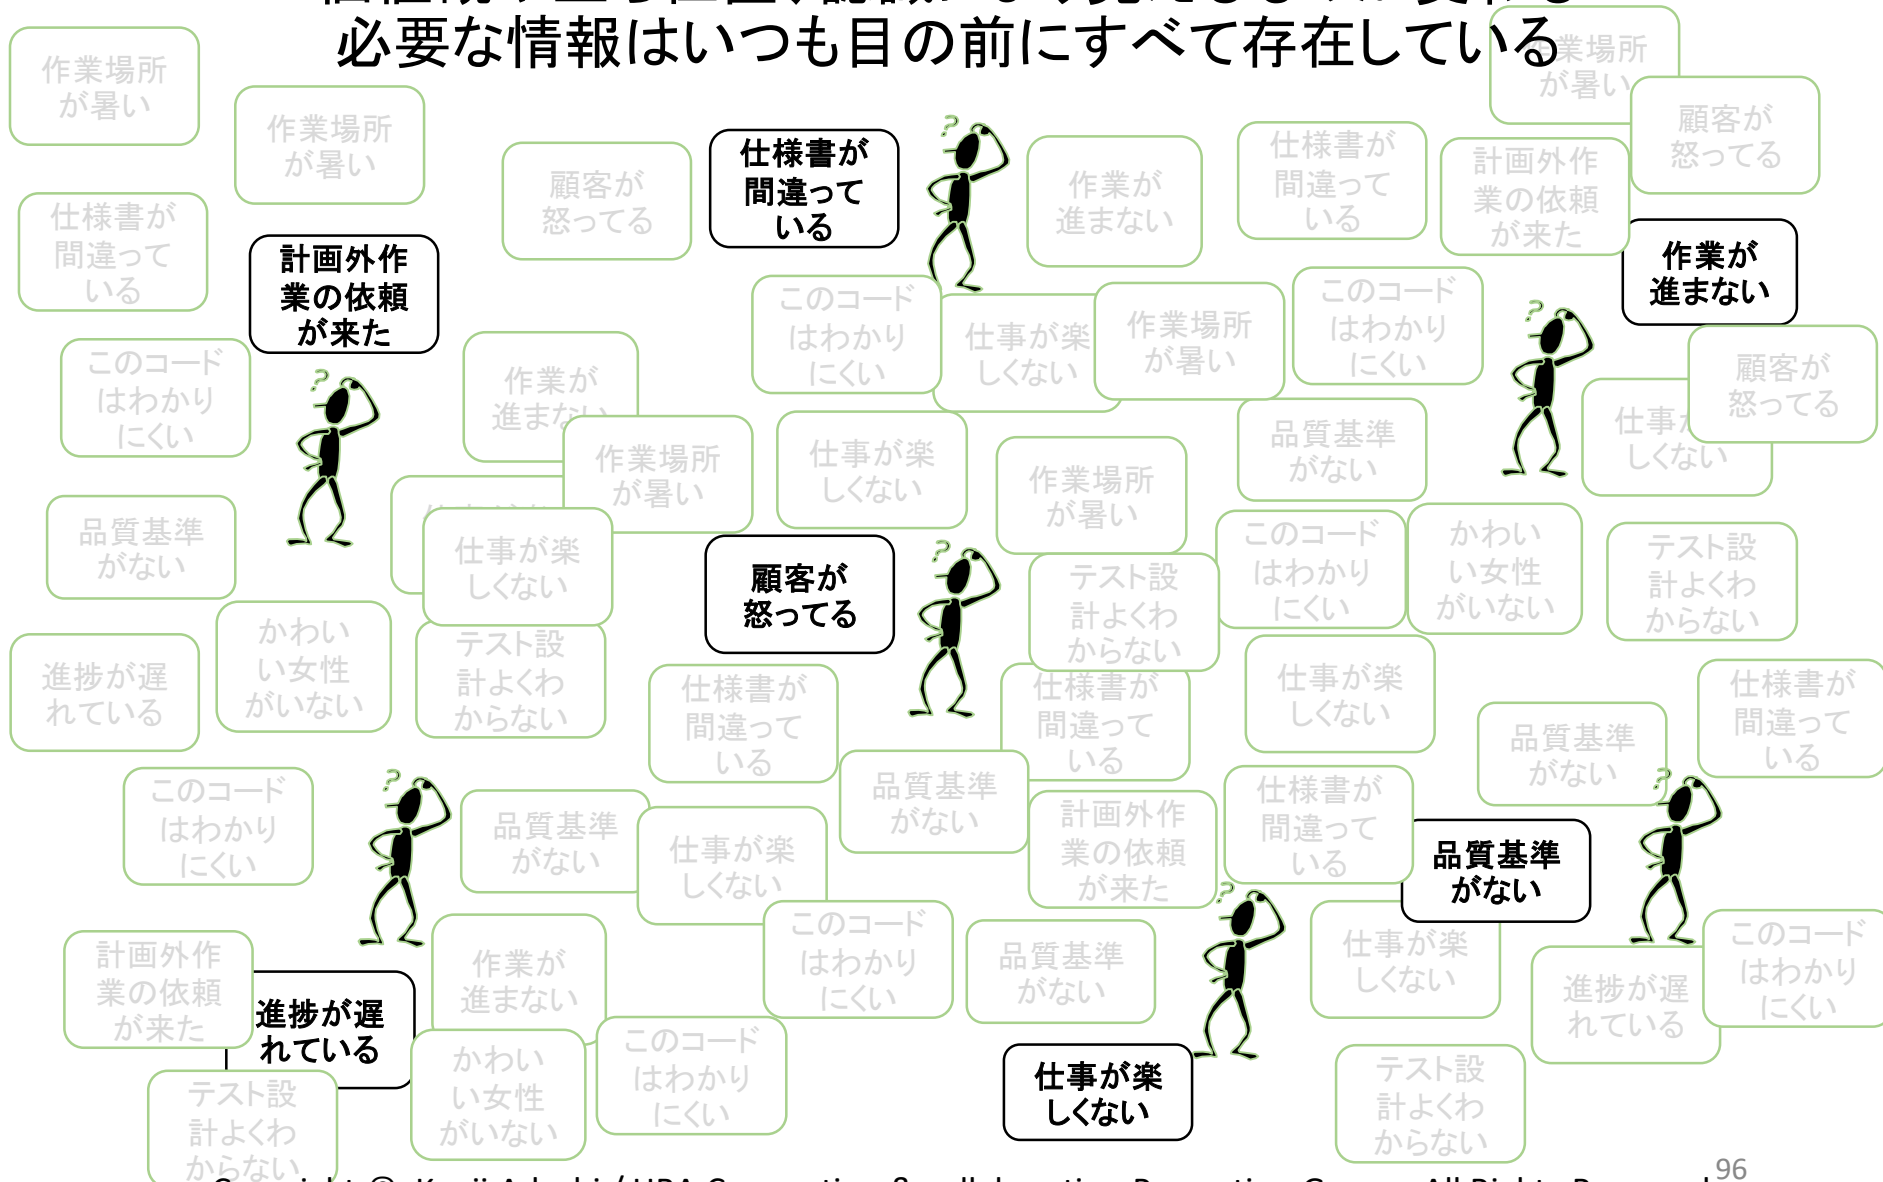 必要な情報はいつも目の前にすべて存在している
作業場所
が暑い
作業場所
が暑い
顧客が
怒ってる
仕様書が
間違って
いる
作業が
進まない
仕様書が
間違って
いる
計画外作
業の依頼
が来た
業場所
が暑い
顧客が
怒ってる
仕様書が
間違って
いる
計画外作
業の依頼
が来た
作業が
進まない
このコード
はわかり
にくい
仕事が楽
しくない
作業場所
が暑い
このコード
はわかり
にくい
顧客が
怒ってる
このコード
はわかり
にくい
作業が
進まない
作業場所
が暑い
仕事が楽
しくない
作業場所
が暑い
品質基準
がない
仕事が
しくない
品質基準
がない
仕事が楽
しくない
顧客が
怒ってる
テスト設
計よくわ
からない
このコード
はわかり
にくい
かわい
い女性
がいない
テスト設
計よくわ
からない
進捗が遅
れている
かわい
い女性
がいない
テスト設
計よくわ
からない
仕様書が
間違って
いる
仕様書が
間違って
いる
仕事が楽
しくない
品質基準
がない
仕様書が
間違って
いる
このコード
はわかり
にくい
品質基準
がない
仕事が楽
しくない
品質基準
がない
計画外作
業の依頼
が来た
仕様書が
間違って
いる
品質基準
がない
計画外作
業の依頼
が来た
進捗が遅
れている
作業が
進まない
このコード
はわかり
にくい
品質基準
がない
仕事が楽
しくない
進捗が遅
れている
このコード
はわかり
にくい
テスト設
計よくわ
からない
かわい
い女性
がいない
このコード
はわかり
にくい
仕事が楽
しくない
テスト設
計よくわ
からない
96